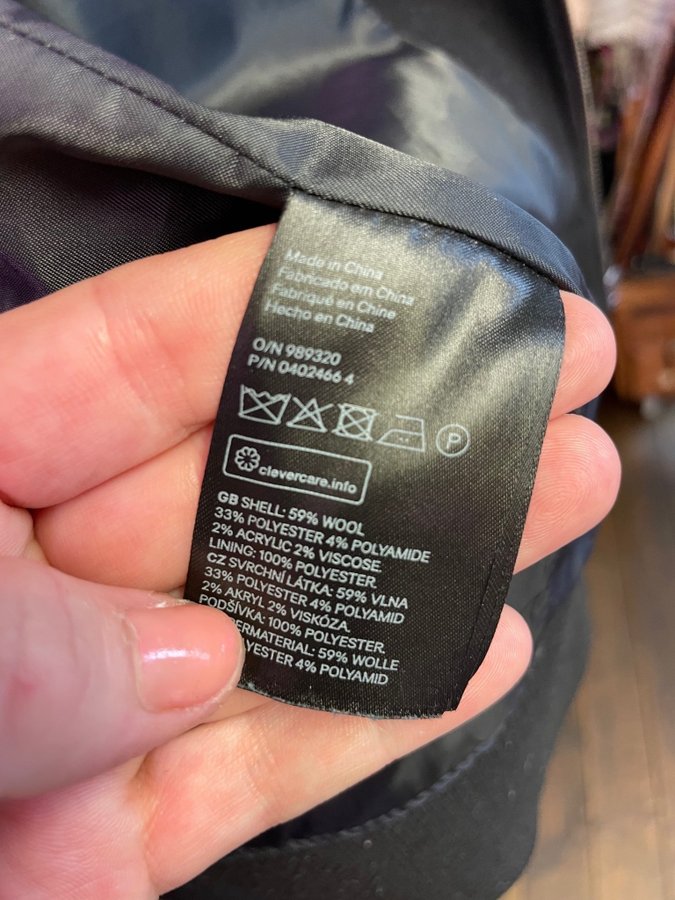 Made in China
Fabricado em China
Fabriqué en Chine
Hecho en China
O/N 989320
P/N 0402466 4
P
clevercare.info
GB SHELL: 59% WOOL
33% POLYESTER 4% POLYAMIDE
2% ACRYLIC 2% VISCOSE.
LINING: 100% POLYESTER.
CZ SVRCHNÍ LÁTKA: 59% VLNA
33% POLYESTER 4% POLYAMID
2% AKRYL 2% VISKÓZA.
PODŠÍVKA: 100% POLYESTER.
59% WOLLE
4% POLYAMID